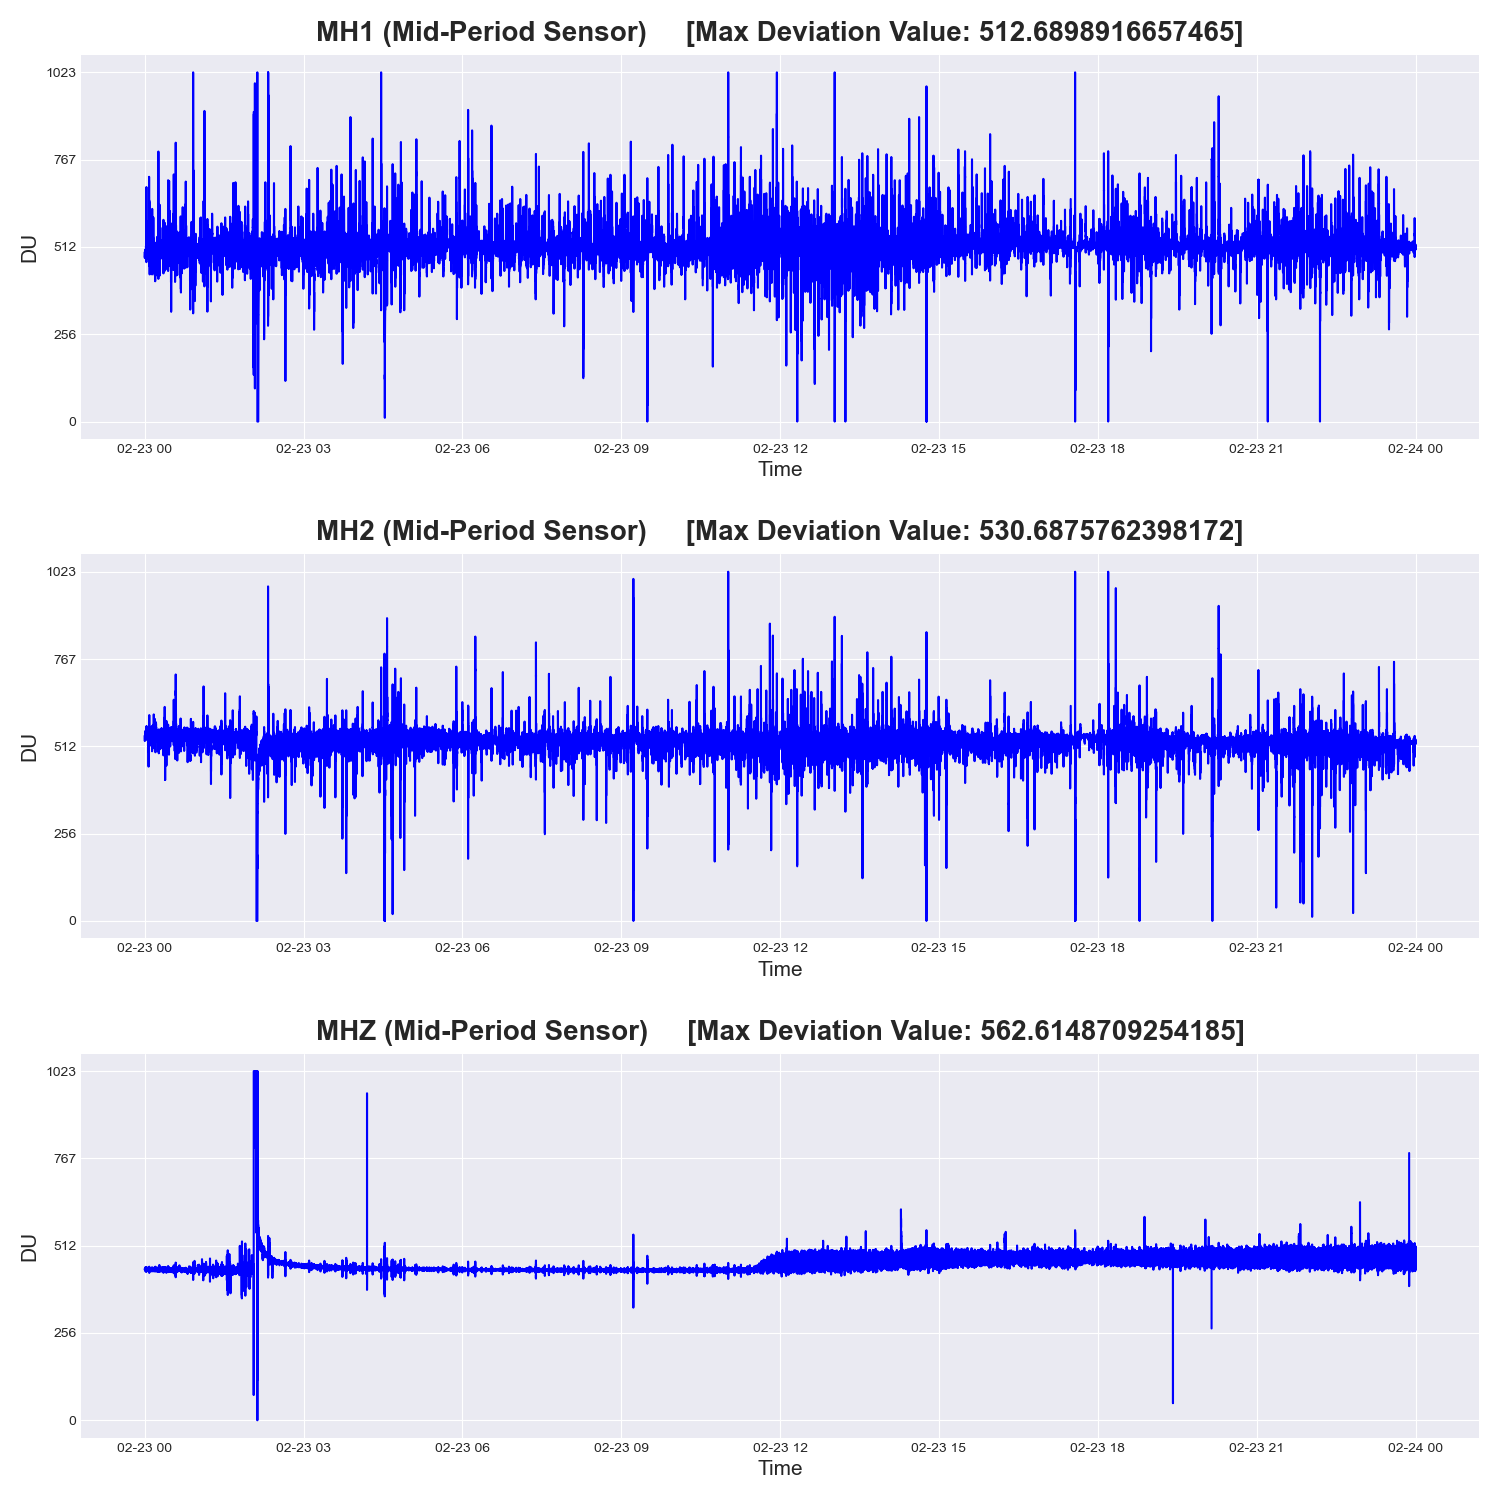 MH1 (Mid-Period Sensor) [Max Deviation Value: 512.6898916657465]
1023
767
512
256
0
DU
02-23 00 02-23 03 02-23 06 02-23 09 02-23 12 02-23 15 02-23 18 02-23 21 02-24 00
Time
MH2 (Mid-Period Sensor) [Max Deviation Value: 530.6875762398172]
1023
767
512
256
0
DU
02-23 00 02-23 03 02-23 06 02-23 09 02-23 12 02-23 15 02-23 18 02-23 21 02-24 00
Time
MHZ (Mid-Period Sensor) [Max Deviation Value: 562.6148709254185]
1023
767
512
256
0
DU
02-23 00 02-23 03 02-23 06 02-23 09 02-23 12 02-23 15 02-23 18 02-23 21 02-24 00
Time